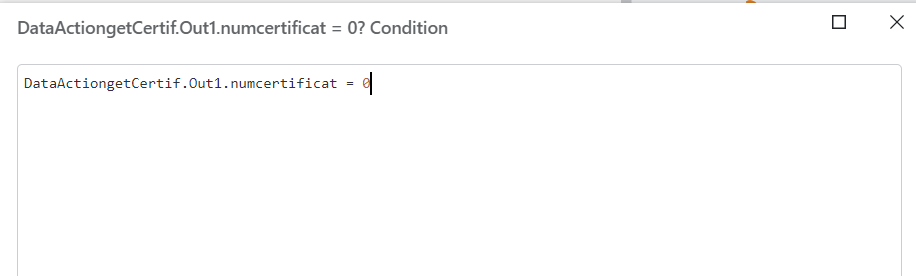 DataActiongetCertif.Out1.numcertificat = 0? Condition
DataActiongetCertif.Out1.numcertificat = 0